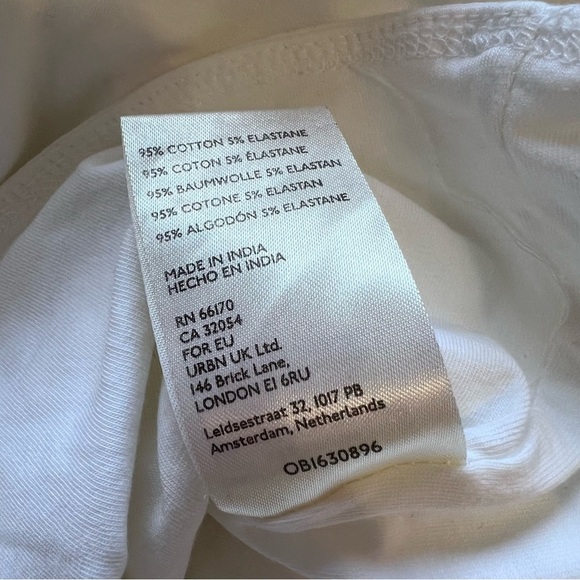 95% COTTON 5% ELASTANE
95% COTON 5% ÉLASTANE
95% BAUMWOLLE 5% ELASTAN
95% COTONE 5% ELASTAN
95% ALGODÓN 5% ELASTANE
MADE IN INDIA
HECHO EN INDIA
RN 66170
CA 32054
FOR EU
URBN UK Ltd.
146 Brick Lane,
LONDON E1 6RU
Leidsestraat 32, 1017 PB
Amsterdam, Netherlands
OB1630896